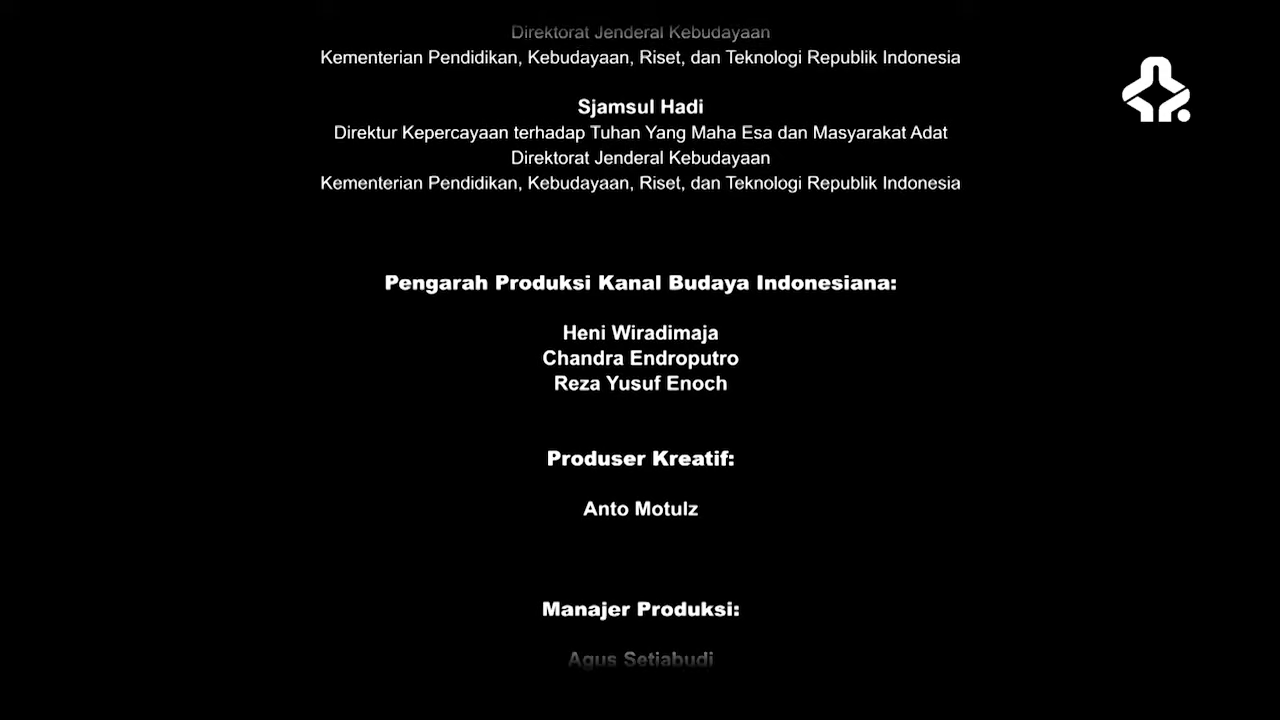 Direktorat Jenderal Kebudayaan
Kementerian Pendidikan, Kebudayaan, Riset, dan Teknologi Republik Indonesia
Sjamsul Hadi
Direktur Kepercayaan terhadap Tuhan Yang Maha Esa dan Masyarakat Adat
Direktorat Jenderal Kebudayaan
Kementerian Pendidikan, Kebudayaan, Riset, dan Teknologi Republik Indonesia
Pengarah Produksi Kanal Budaya Indonesiana:
Heni Wiradimaja
Chandra Endroputro
Reza Yusuf Enoch
Produser Kreatif:
Anto Motulz
Manajer Produksi:
Agus Setiabudi